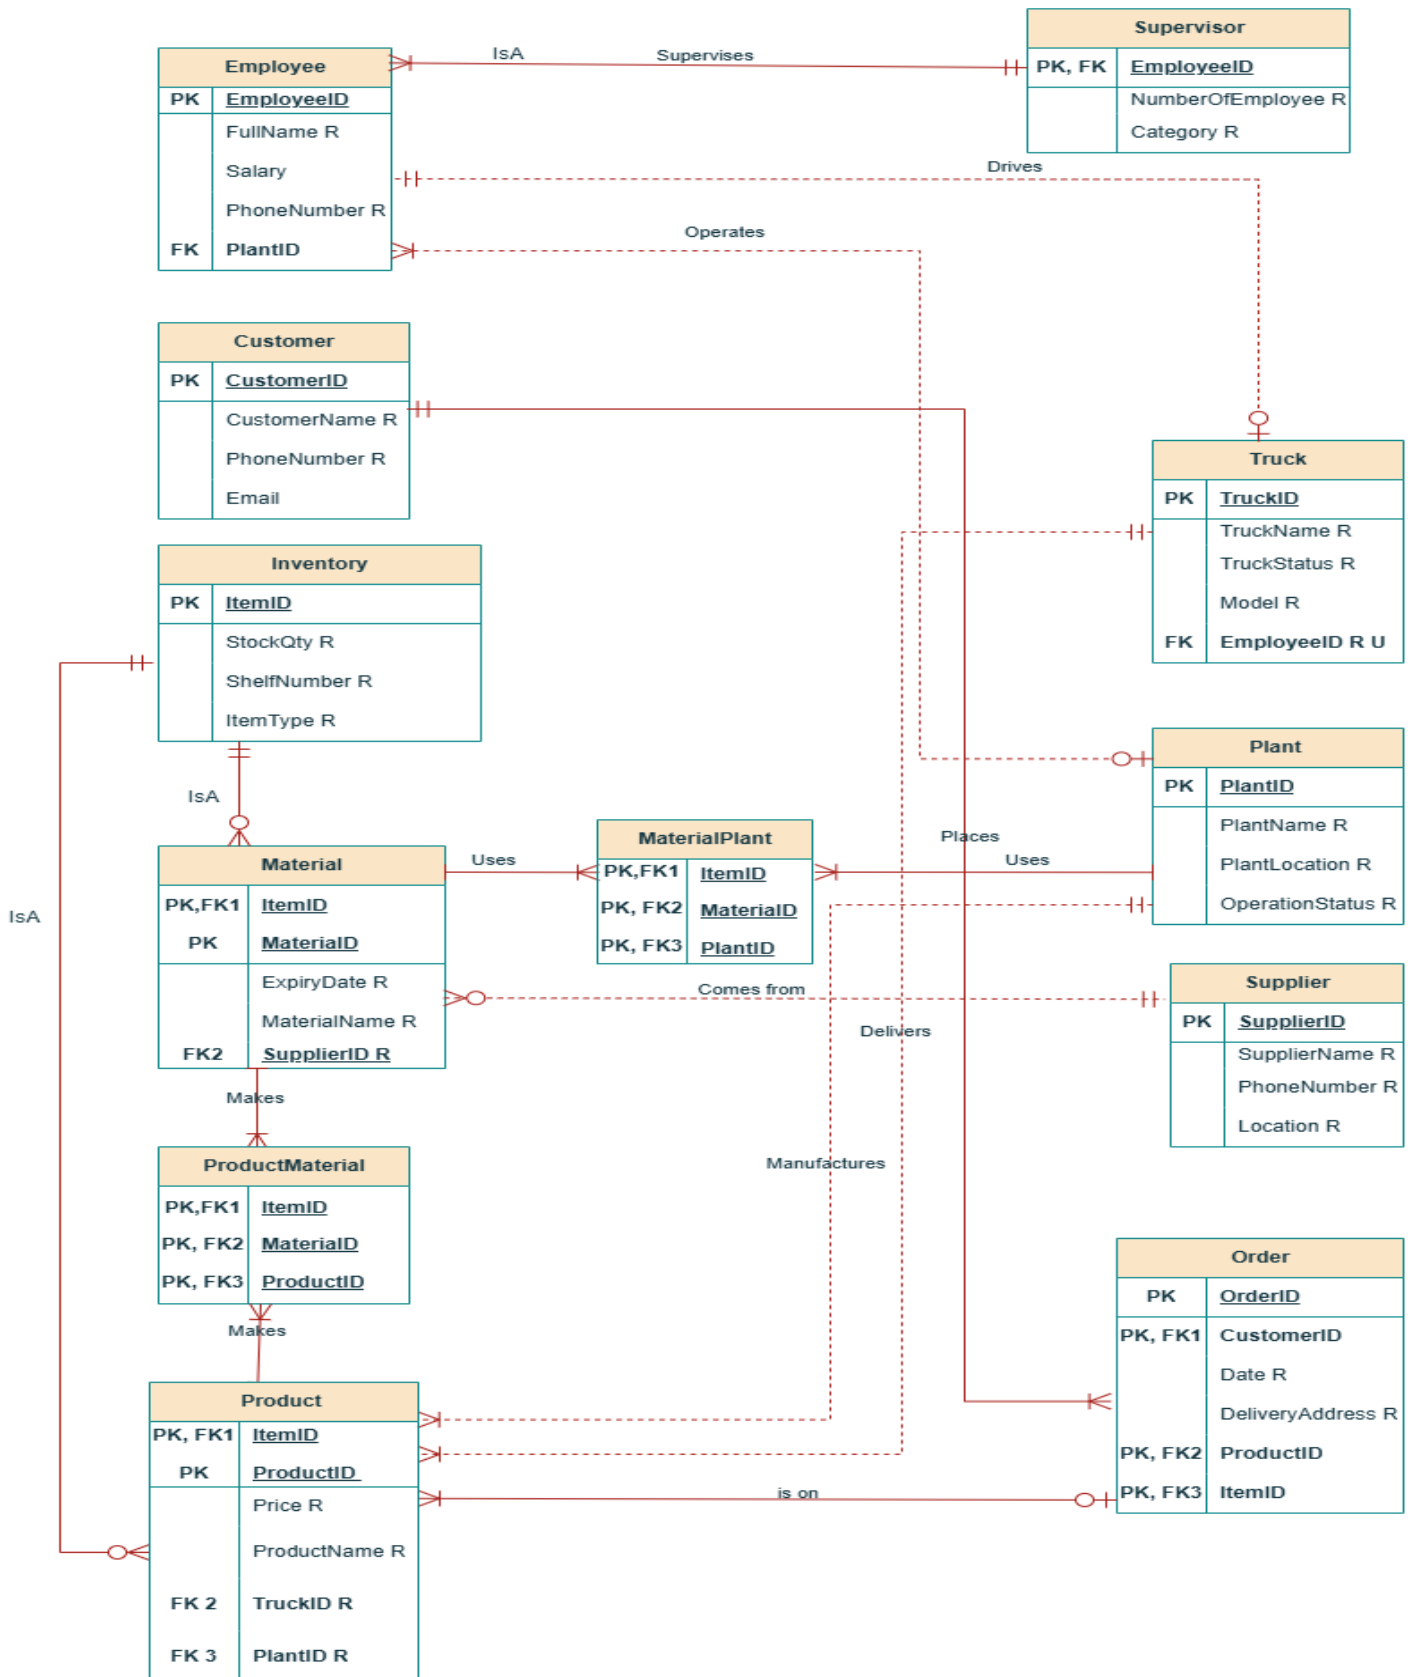 Supervisor
PK, FK EmployeeID
NumberOfEmployee R
Category R
IsA
Supervises
Employee
PK EmployeeID
FullName R
Salary
PhoneNumber R
FK PlantID
Drives
Operates
Customer
PK CustomerID
CustomerName R
PhoneNumber R
Email
Truck
PK TruckID
TruckName R
TruckStatus R
Model R
FK EmployeeID R U
Inventory
PK ItemID
StockQty R
ShelfNumber R
ItemType R
IsA
Plant
PK PlantID
PlantName R
PlantLocation R
OperationStatus R
MaterialPlant
PK,FK1 ItemID
PK, FK2 MateriaID
PK, FK3 PlantID
Uses
Places
Uses
Material
PK,FK1 ItemID
PK MateriaID
ExpiryDate R
MaterialName R
FK2 SupplierID R
IsA
Comes from
Delivers
Supplier
PK SupplierID
SupplierName R
PhoneNumber R
Location R
Makes
Manufactures
ProductMaterial
PK,FK1 ItemID
PK, FK2 MateriaID
PK, FK3 ProductID
Makes
Order
PK OrderID
PK, FK1 CustomerID
Date R
DeliveryAddress R
PK, FK2 ProductID
PK, FK3 ItemID
Product
PK, FK1 ItemID
PK ProductID
Price R
ProductName R
FK 2 TruckID R
FK 3 PlantID R
is on